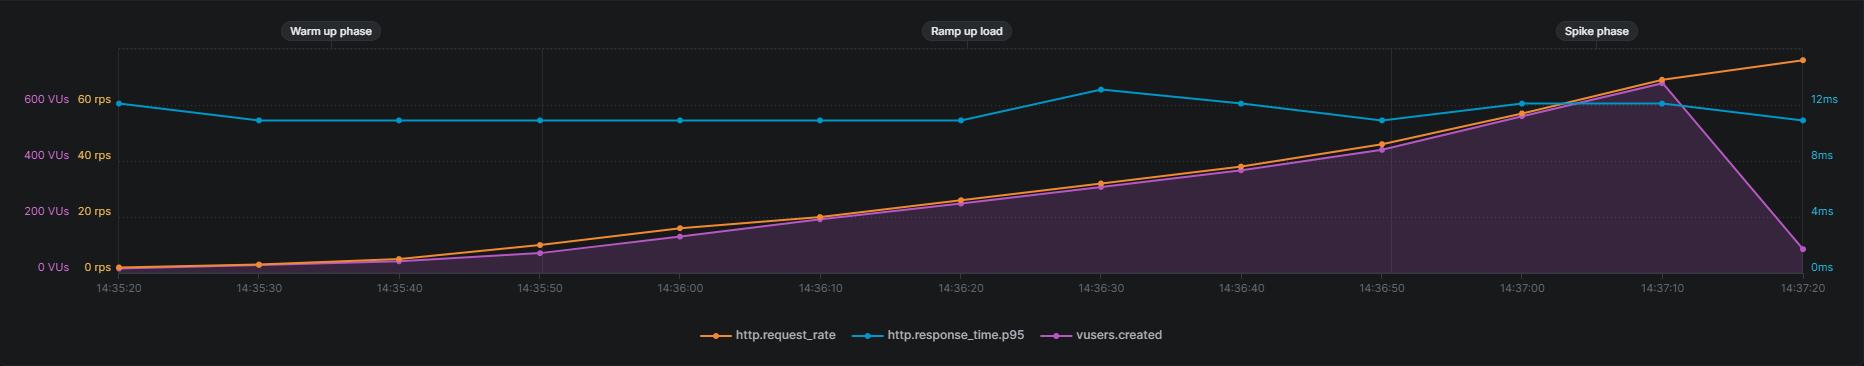 Warm up phase Ramp up load Spike phase
600 VUs 60 rps 12ms
400 VUs 40 rps 8ms
200 VUs 20 rps 4ms
0 VUs 0 rps 0ms
14:35:20 14:35:30 14:35:40 14:35:50 14:36:00 14:36:10 14:36:20 14:36:30 14:36:40 14:36:50 14:37:00 14:37:10 14:37:20
http.request_rate http.response_time.p95 vusers.created